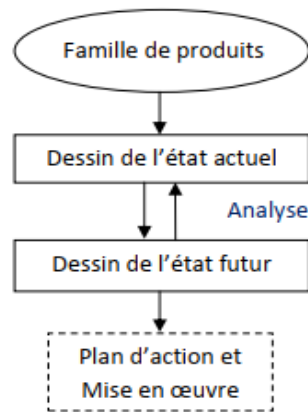 Famille de produits
Dessin de l’état actuel
Analyse
Dessin de l’état futur
Plan d’action et
Mise en œuvre